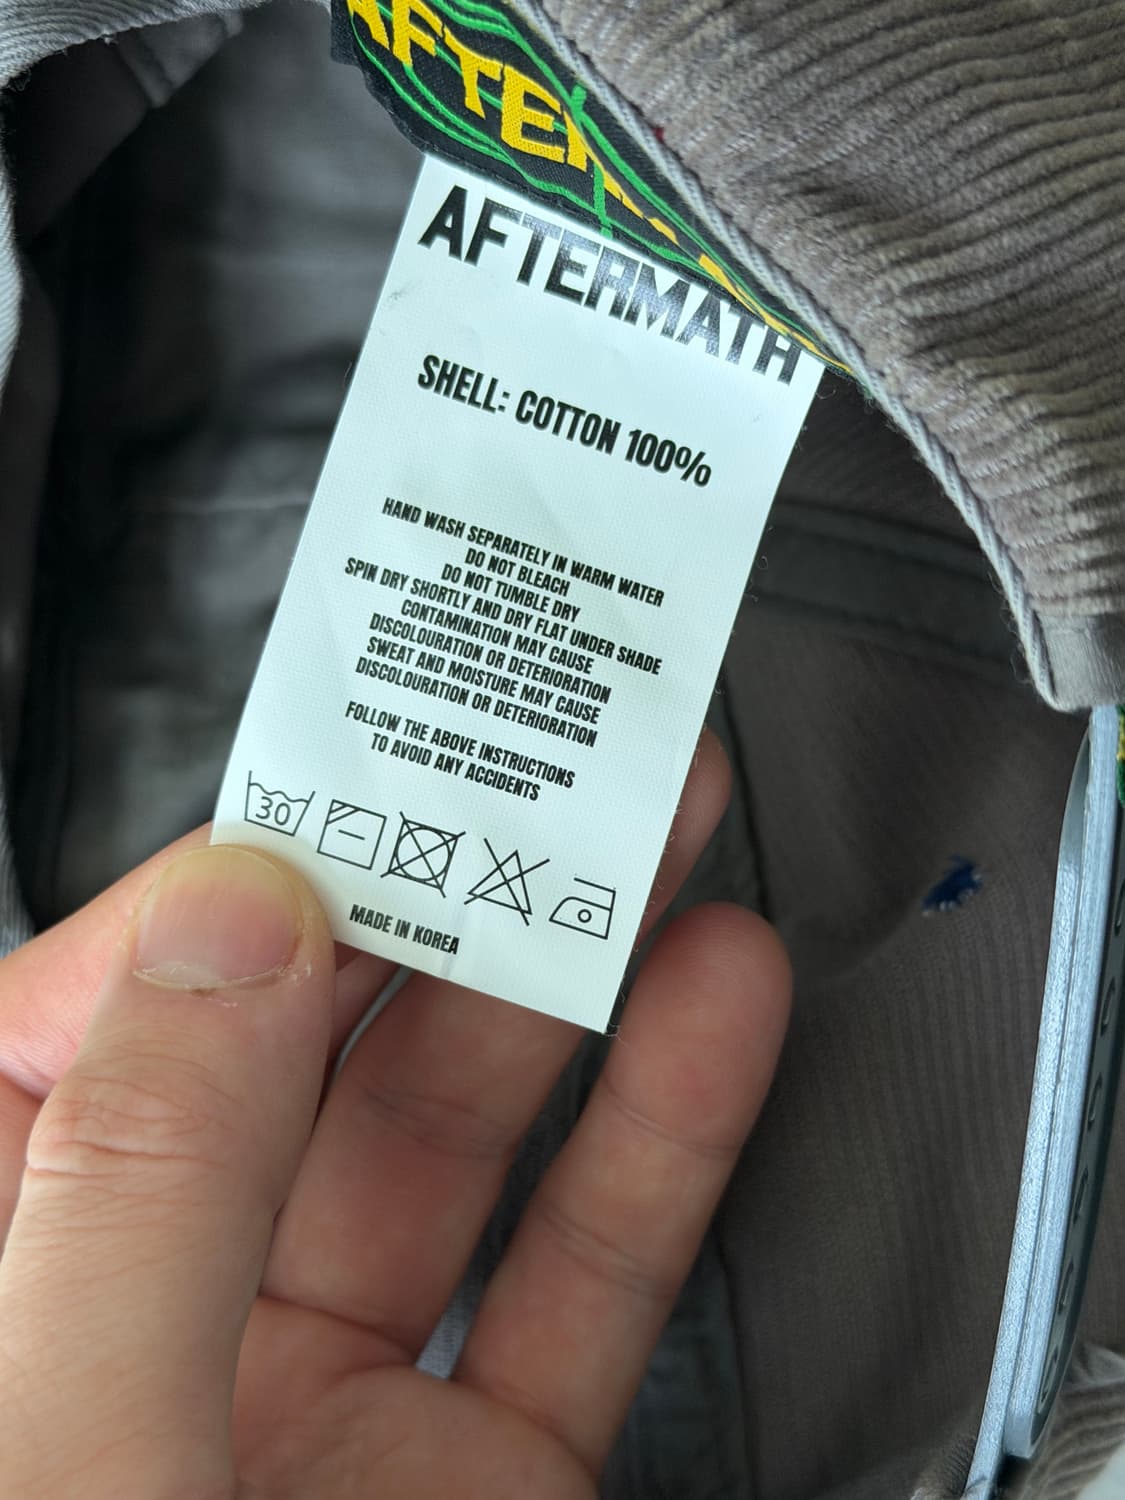 AFTER
AFTERMATH
SHELL: COTTON 100%
HAND WASH SEPARATELY IN WARM WATER
DO NOT BLEACH
DO NOT TUMBLE DRY
SPIN DRY SHORTLY AND DRY FLAT UNDER SHADE
CONTAMINATION MAY CAUSE
DISCOLOURATION OR DETERIORATION
SWEAT AND MOISTURE MAY CAUSE
DISCOLOURATION OR DETERIORATION
FOLLOW THE ABOVE INSTRUCTIONS
TO AVOID ANY ACCIDENTS
30
MADE IN KOREA